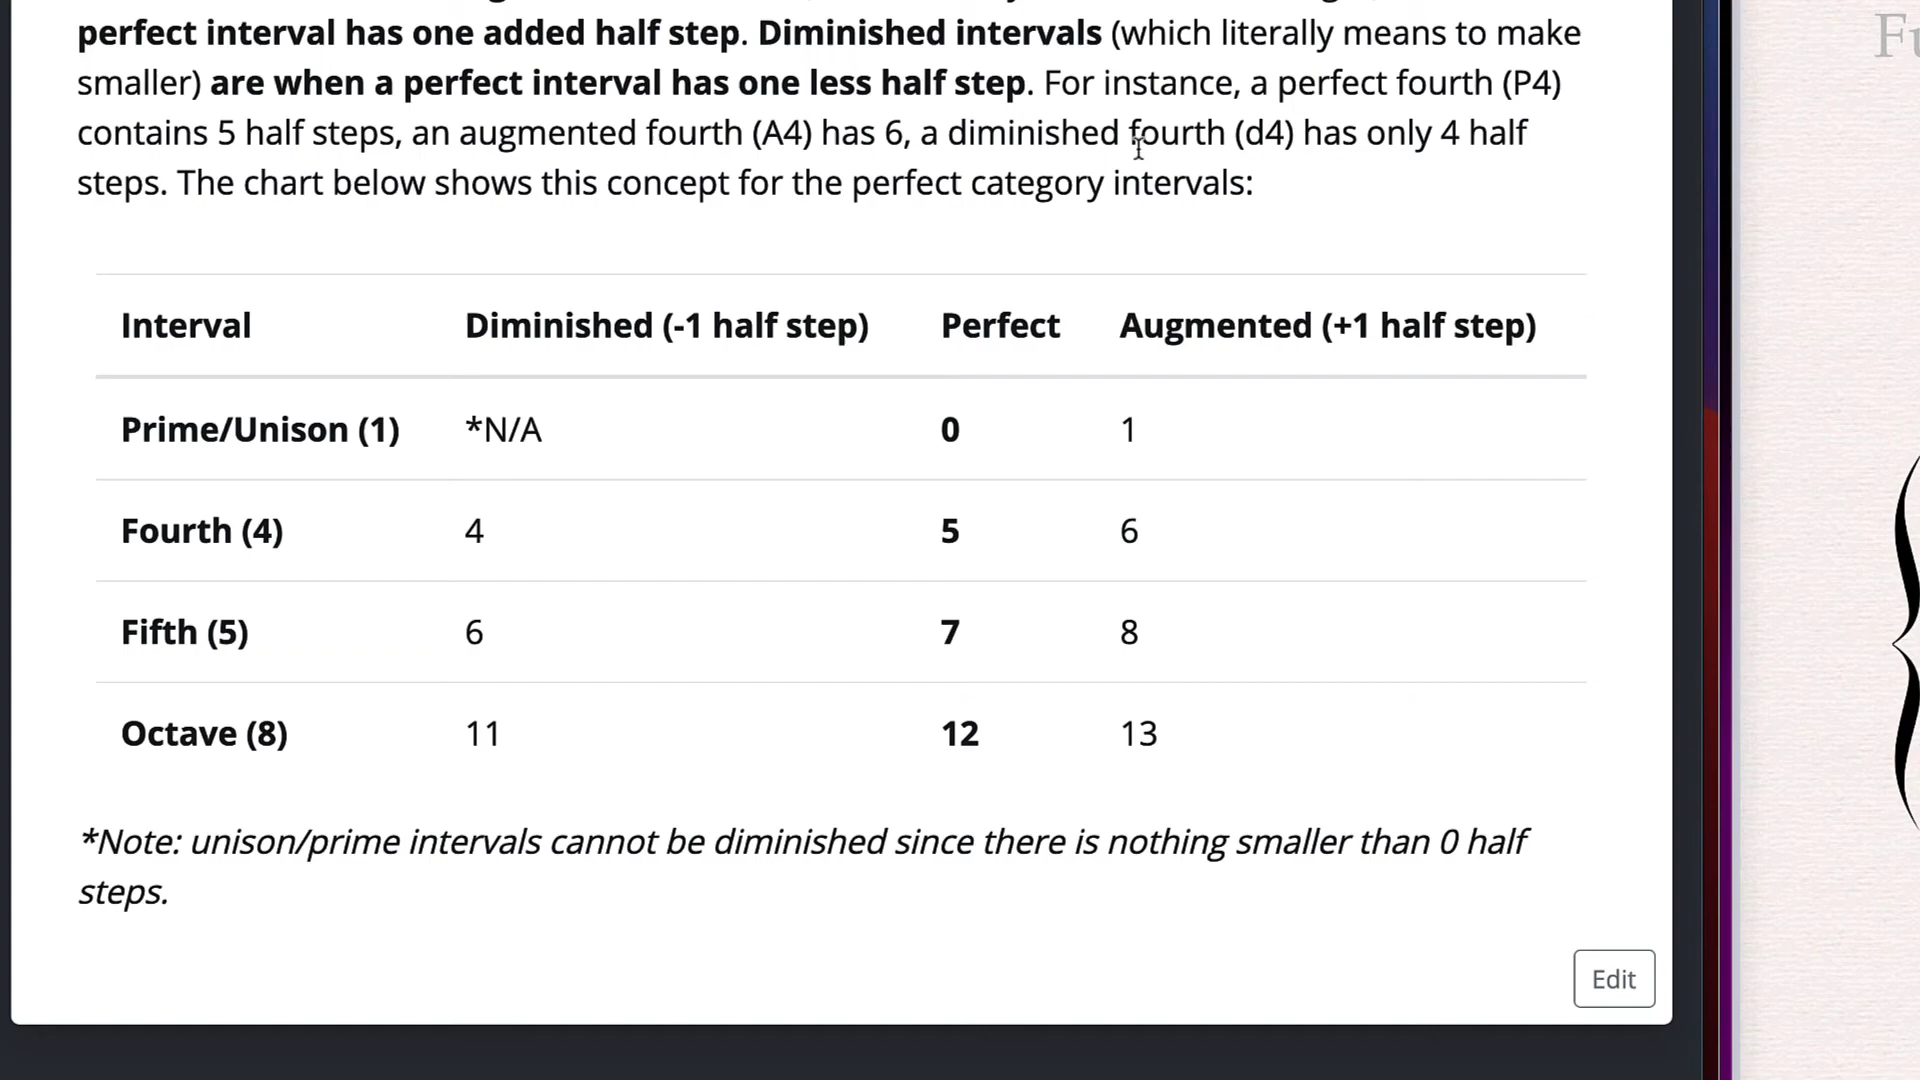 perfect interval has one added half step. Diminished intervals (which literally means to make
smaller) are when a perfect interval has one less half step. For instance, a perfect fourth (P4)
contains 5 half steps, an augmented fourth (A4) has 6, a diminished fourth (d4) has only 4 half
steps. The chart below shows this concept for the perfect category intervals:
Interval Diminished (-1 half step) Perfect Augmented (+1 half step)
Prime/Unison (1) *N/A 0 1
Fourth (4) 4 5 6
Fifth (5) 6 7 8
Octave (8) 11 12 13
*Note: unison/prime intervals cannot be diminished since there is nothing smaller than 0 half
steps.
Edit